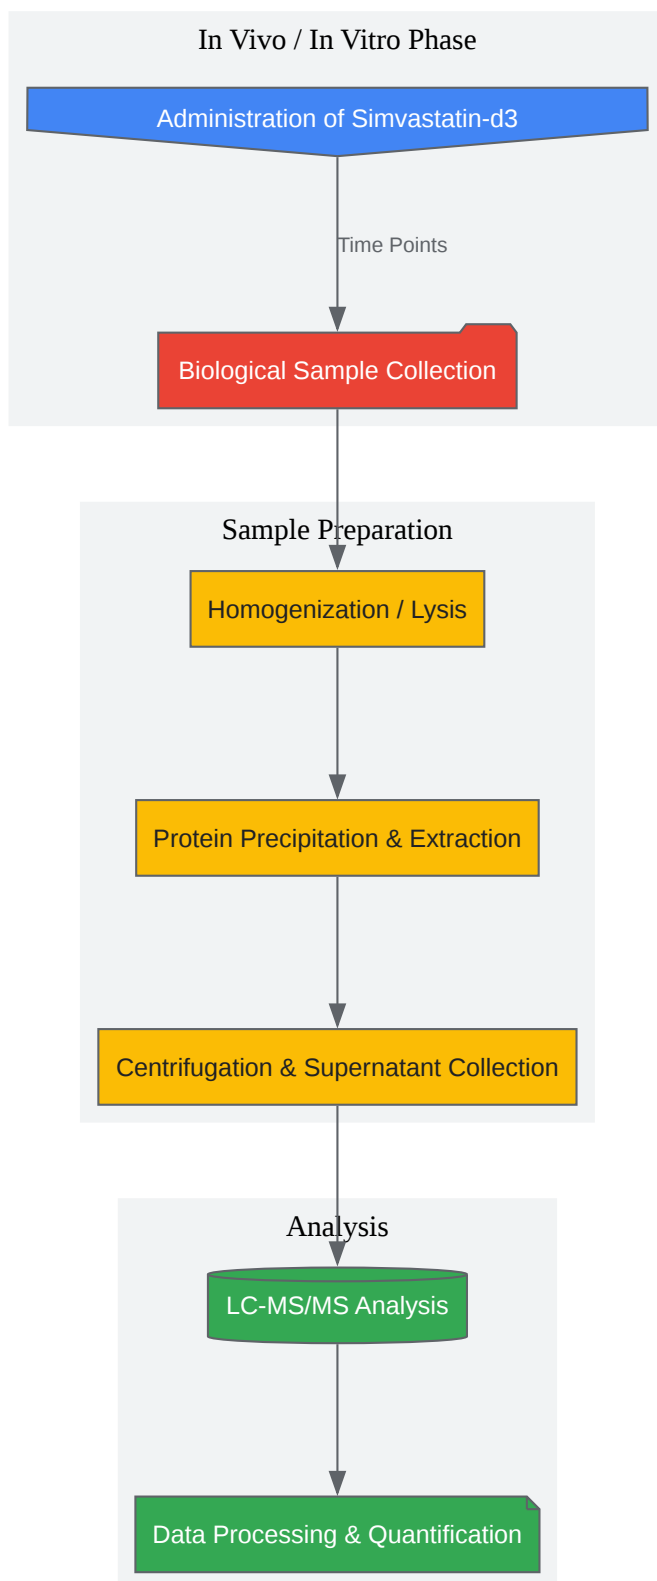 In Vivo / In Vitro Phase
Administration of Simvastatin-d3
Time Points
Biological Sample Collection
Sample Preparation
Homogenization / Lysis
Protein Precipitation & Extraction
Centrifugation & Supernatant Collection
Analysis
LC-MS/MS Analysis
Data Processing & Quantification